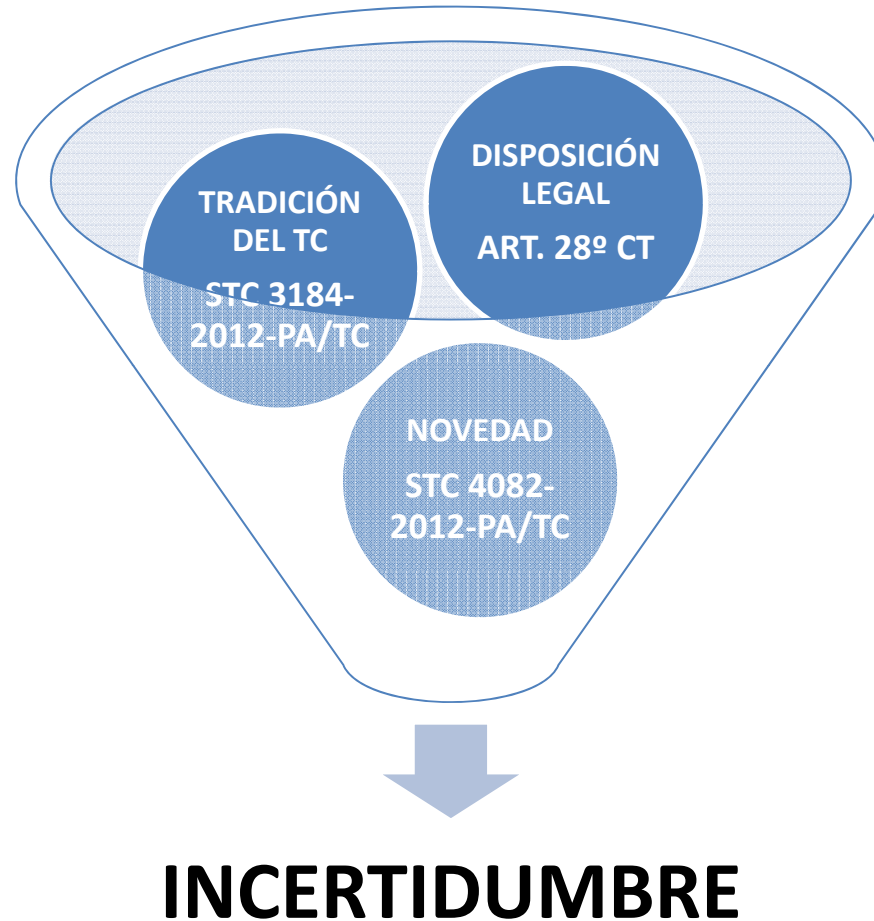 TRADICIÓN
DEL TC
STC 3184-
2012-PA/TC
DISPOSICIÓN
LEGAL
ART. 28º CT
NOVEDAD
STC 4082-
2012-PA/TC
INCERTIDUMBRE